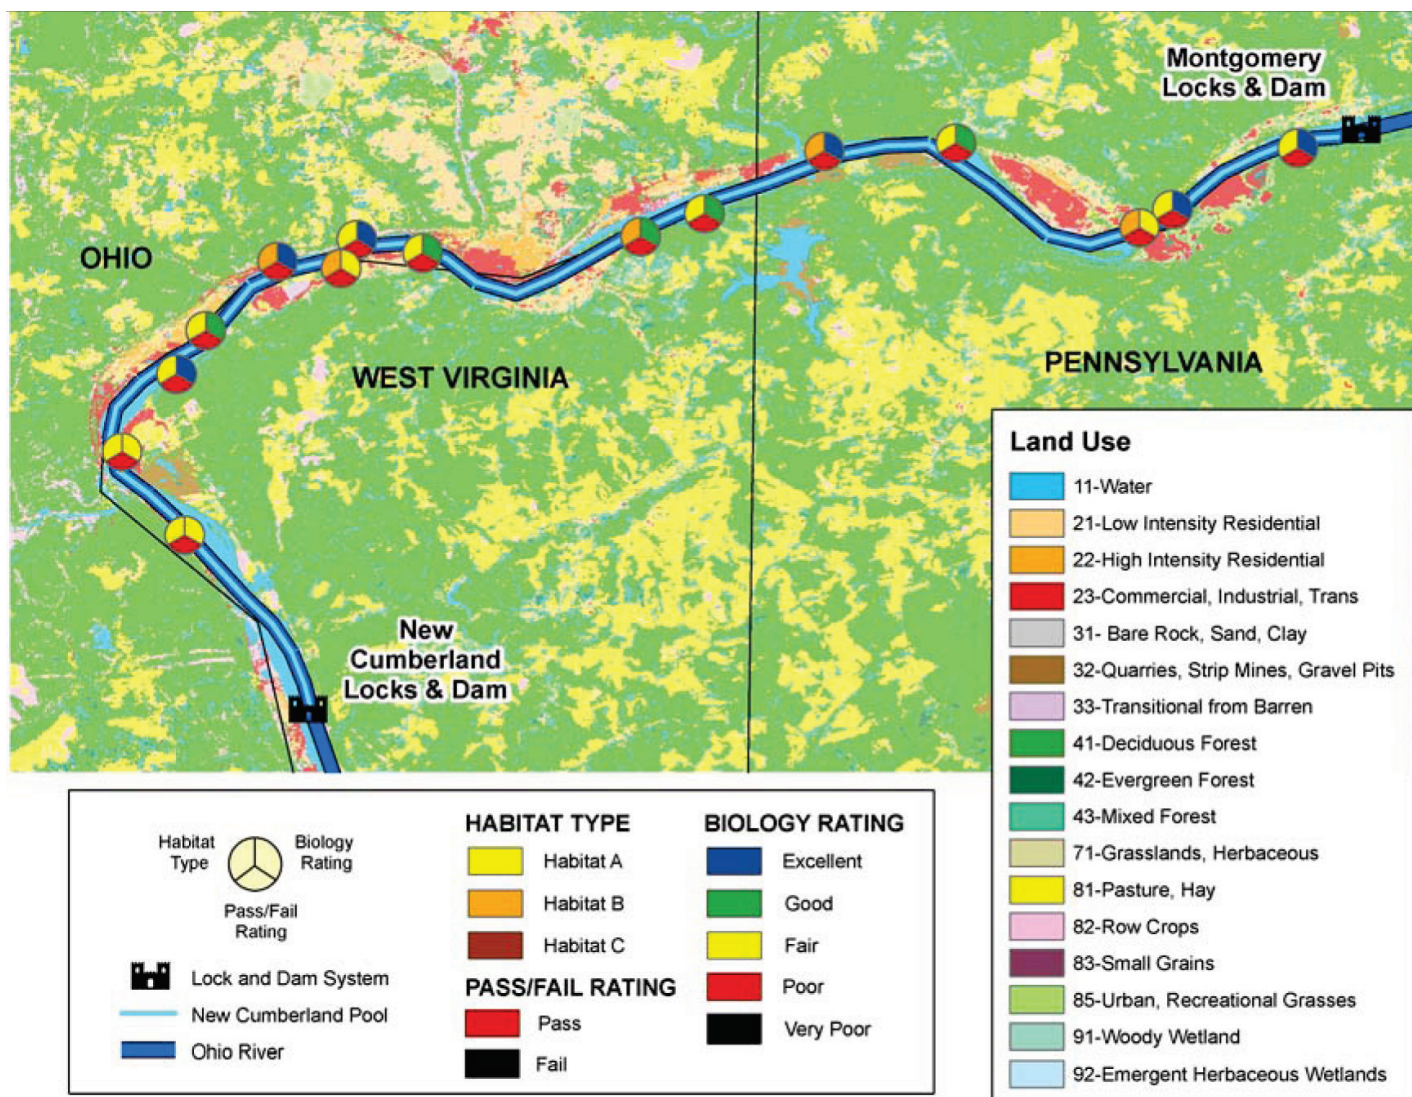 Montgomery
Locks & Dam
OHIO
WEST VIRGINIA
PENNSYLVANIA
New
Cumberland
Locks & Dam
Land Use
11-Water
21-Low Intensity Residential
22-High Intensity Residential
23-Commercial, Industrial, Trans
31- Bare Rock, Sand, Clay
32-Quarries, Strip Mines, Gravel Pits
33-Transitional from Barren
41-Deciduous Forest
42-Evergreen Forest
43-Mixed Forest
71-Grasslands, Herbaceous
81-Pasture, Hay
82-Row Crops
83-Small Grains
85-Urban, Recreational Grasses
91-Woody Wetland
92-Emergent Herbaceous Wetlands
Habitat
Type
Biology
Rating
Pass/Fail
Rating
Lock and Dam System
New Cumberland Pool
Ohio River
HABITAT TYPE
Habitat A
Habitat B
Habitat C
PASS/FAIL RATING
Pass
Fail
BIOLOGY RATING
Excellent
Good
Fair
Poor
Very Poor